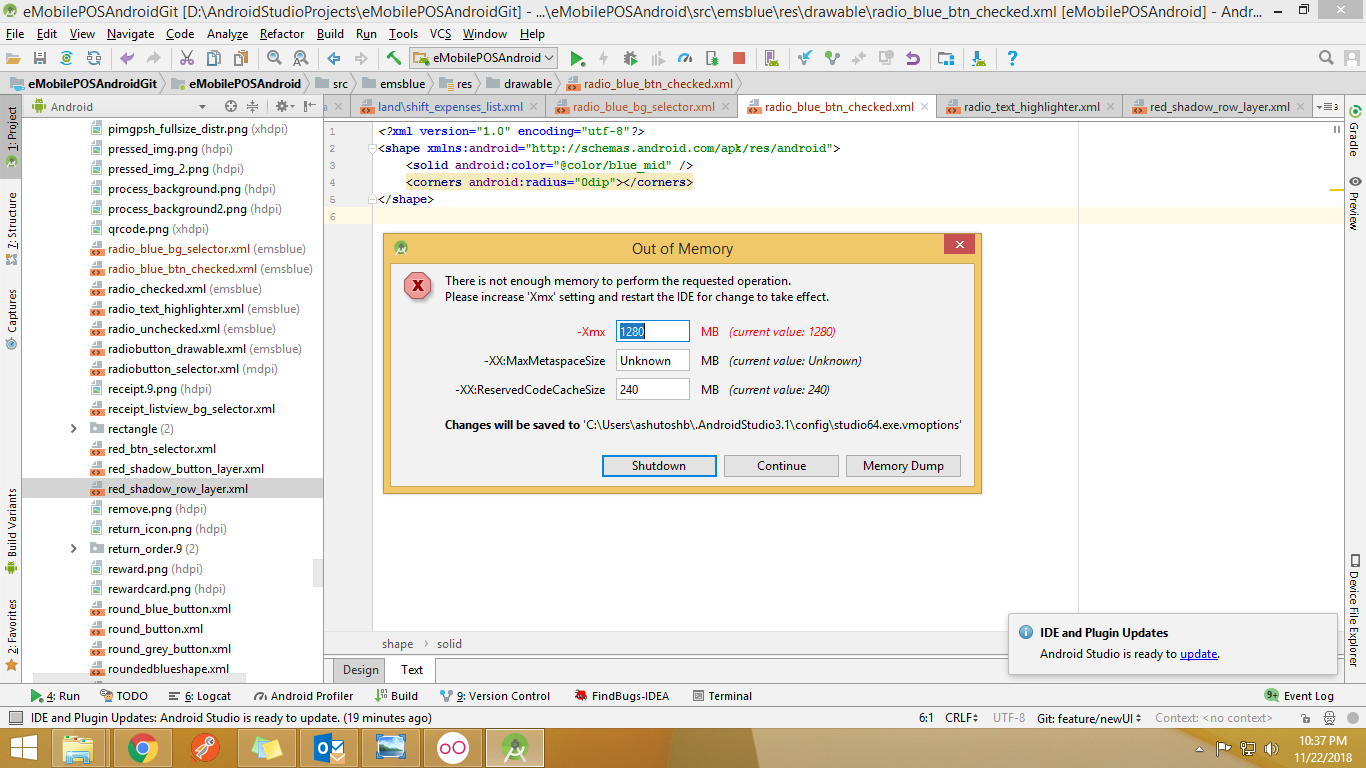 eMobilePOSAndroidGit [D:\AndroidStudioProjects\eMobilePOSAndroidGit] - ...\eMobilePOSAndroid\src\emsblue\res\drawable\radio_blue_btn_checked.xml [eMobilePOSAndroid] - Andr...
File Edit View Navigate Code Analyze Refactor Build Run Tools VCS Window Help
eMobilePOSAndroid
eMobilePOSAndroidGit eMobilePOSAndroid src emsblue res drawable radio_blue_btn_checked.xml
Android
a land\shift_expenses_list.xml radio_blue_bg_selector.xml radio_blue_btn_checked.xml radio_text_highlighter.xml red_shadow_row_layer.xml 3
1: Project
7: Structure
Captures
Build Variants
2: Favorites
pimgpsh_fullsize_distr.png (xhdpi)
pressed_img.png (hdpi)
pressed_img_2.png (hdpi)
process_background.png (hdpi)
process_background2.png (hdpi)
qrcode.png (xhdpi)
radio_blue_bg_selector.xml (emsblue)
radio_blue_btn_checked.xml (emsblue)
radio_checked.xml (emsblue)
radio_text_highlighter.xml (emsblue)
radio_unchecked.xml (emsblue)
radiobutton_drawable.xml (emsblue)
radiobutton_selector.xml (mdpi)
receipt.9.png (hdpi)
receipt_listview_bg_selector.xml
rectangle (2)
red_btn_selector.xml
red_shadow_button_layer.xml
red_shadow_row_layer.xml
remove.png (hdpi)
return_icon.png (hdpi)
return_order.9 (2)
reward.png (hdpi)
rewardcard.png (hdpi)
round_blue_button.xml
round_button.xml
round_grey_button.xml
roundedblueshape.xml
1 <?xml version="1.0" encoding="utf-8"?>
2 <shape xmlns:android="http://schemas.android.com/apk/res/android">
3 <solid android:color="@color/blue_mid" />
4 <corners android:radius="0dip"></corners>
5 </shape>
6
Out of Memory
There is not enough memory to perform the requested operation.
Please increase 'Xmx' setting and restart the IDE for change to take effect.
-Xmx 1280 MB (current value: 1280)
-XX:MaxMetaspaceSize Unknown MB (current value: Unknown)
-XX:ReservedCodeCacheSize 240 MB (current value: 240)
Changes will be saved to 'C:\Users\ashutoshb\.AndroidStudio3.1\config\studio64.exe.vmoptions'
Shutdown Continue Memory Dump
Gradle
Preview
Device File Explorer
IDE and Plugin Updates
Android Studio is ready to update.
shape solid
Design Text
4: Run TODO 6: Logcat Android Profiler Build 9: Version Control FindBugs-IDEA Terminal 9+ Event Log
IDE and Plugin Updates: Android Studio is ready to update. (19 minutes ago) 6:1 CRLF UTF-8 Git: feature/newUI Context: <no context>
10:37 PM
11/22/2018